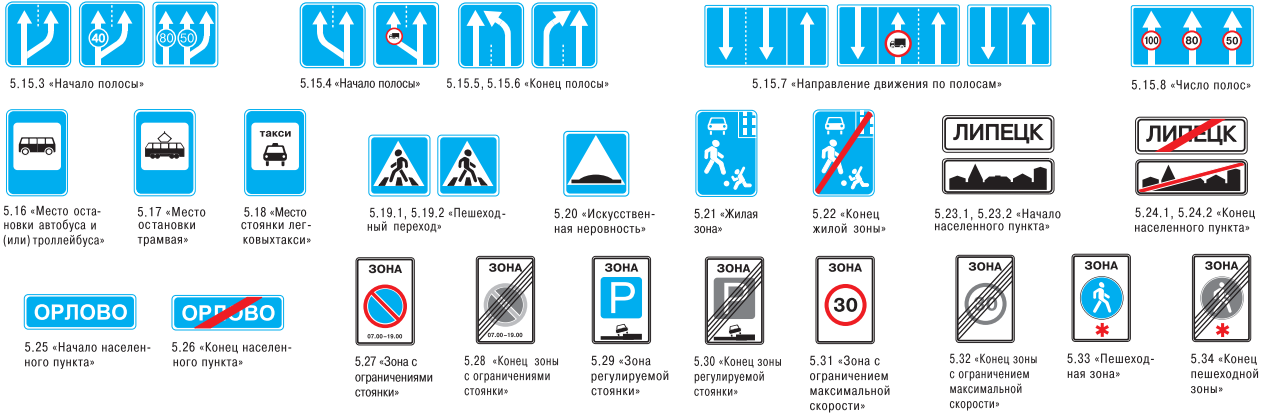 40
80 50
5.15.3 «Начало полосы»
5.15.4 «Начало полосы»
5.15.5, 5.15.6 «Конец полосы»
5.15.7 «Направление движения по полосам»
100 80 50
5.15.8 «Число полос»
5.16 «Место оста-
новки автобуса и
(или) троллейбуса»
5.17 «Место
остановки
трамвая»
такси
5.18 «Место
стоянки лег-
ковыхтакси»
5.19.1, 5.19.2 «Пешеход-
ный переход»
5.20 «Искусствен-
ная неровность»
5.21 «Жилая
зона»
5.22 «Конец
жилой зоны»
ЛИПЕЦК
5.23.1, 5.23.2 «Начало
населенного пункта»
ЛИПЕЦК
5.24.1, 5.24.2 «Конец
населенного пункта»
ОРЛОВО
5.25 «Начало населен-
ного пункта»
ОРЛОВО
5.26 «Конец населен-
ного пункта»
ЗОНА
07.00–19.00
5.27 «Зона с
ограничениями
стоянки»
ЗОНА
07.00–19.00
5.28 «Конец зоны
с ограничениями
стоянки»
ЗОНА
P
5.29 «Зона
регулируемой
стоянки»
ЗОНА
P
5.30 «Конец зоны
регулируемой
стоянки»
ЗОНА
30
5.31 «Зона с
ограничением
максимальной
скорости»
ЗОНА
30
5.32 «Конец зоны
с ограничением
максимальной
скорости»
ЗОНА
5.33 «Пешеход-
ная зона»
ЗОНА
5.34 «Конец
пешеходной
зоны»